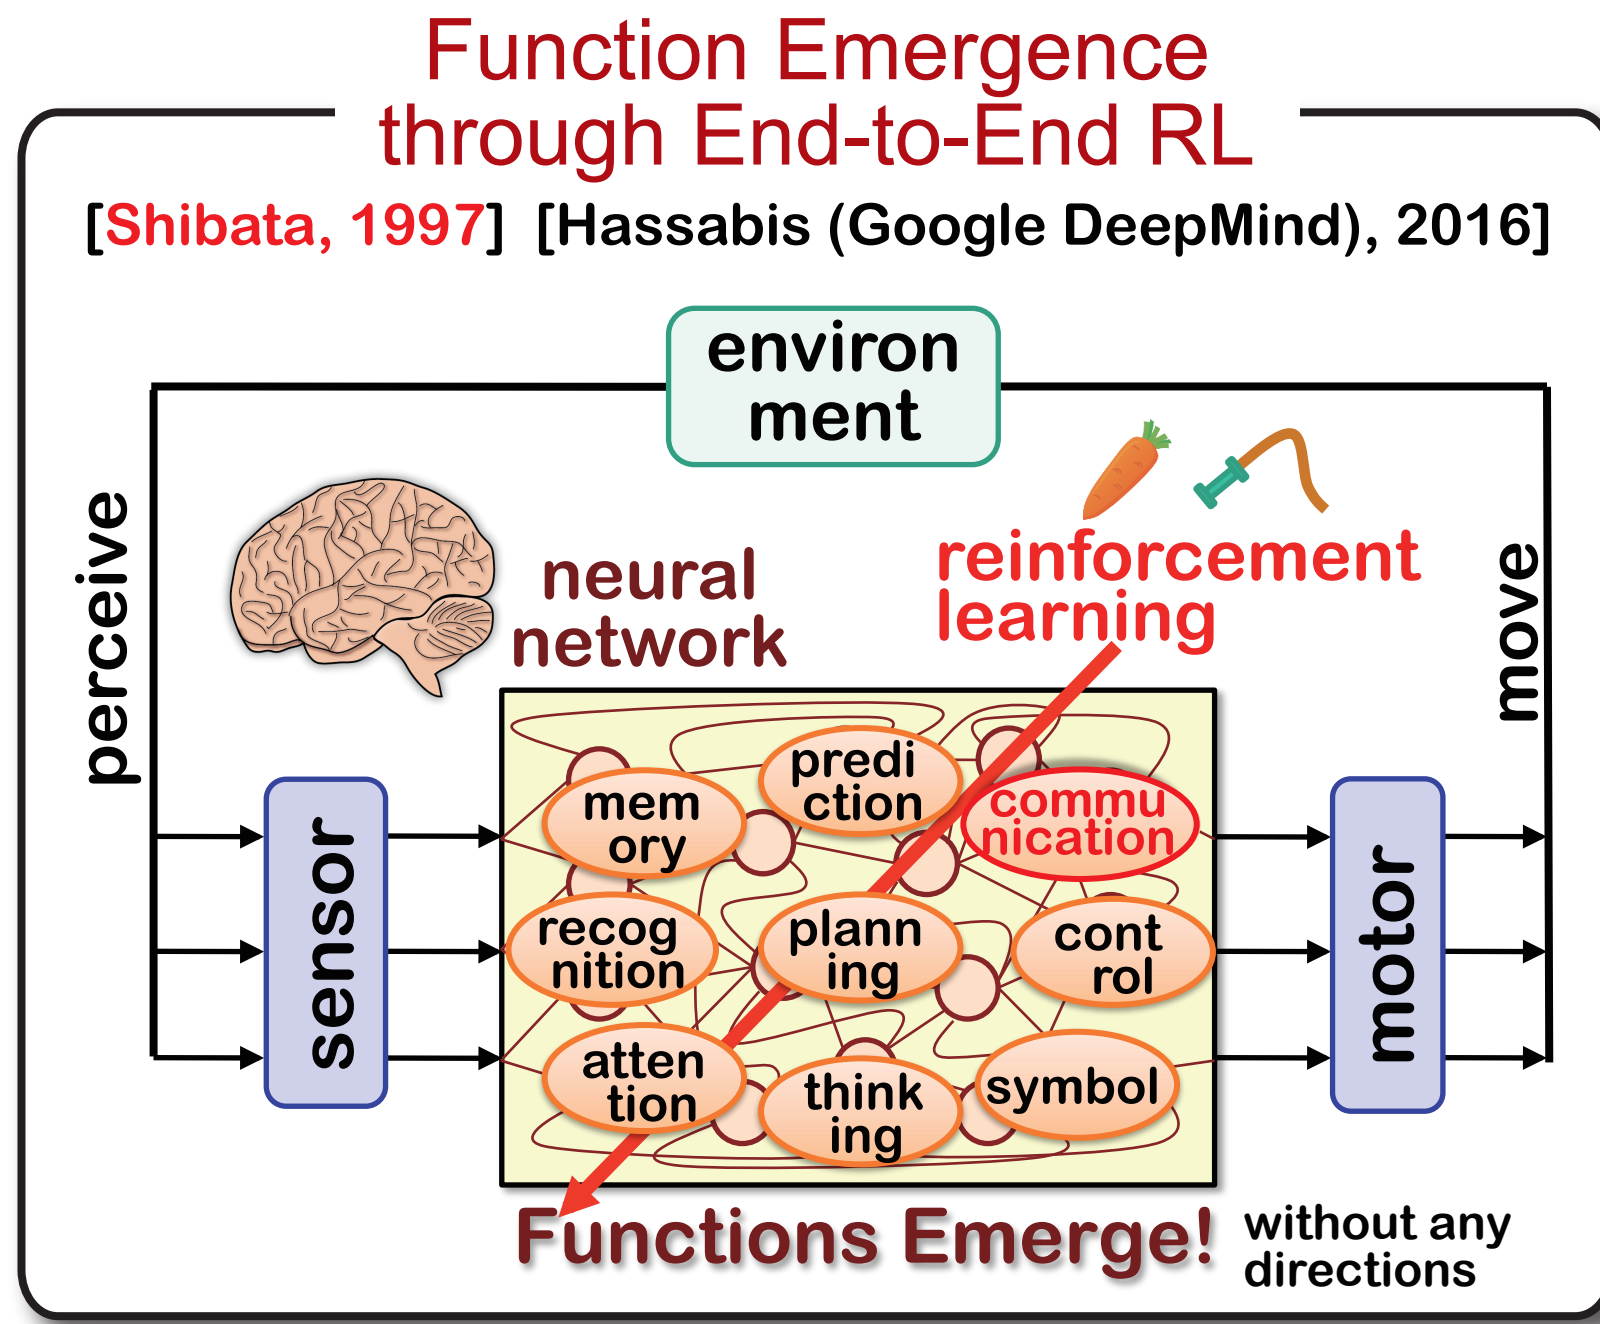 Function Emergence
through End-to-End RL
[Shibata, 1997] [Hassabis (Google DeepMind), 2016]
environ
ment
perceive
neural
network
reinforcement
learning
move
sensor
mem
ory
predi
ction
commu
nication
recog
nition
plann
ing
cont
rol
atten
tion
think
ing
symbol
motor
Functions Emerge!
without any
directions